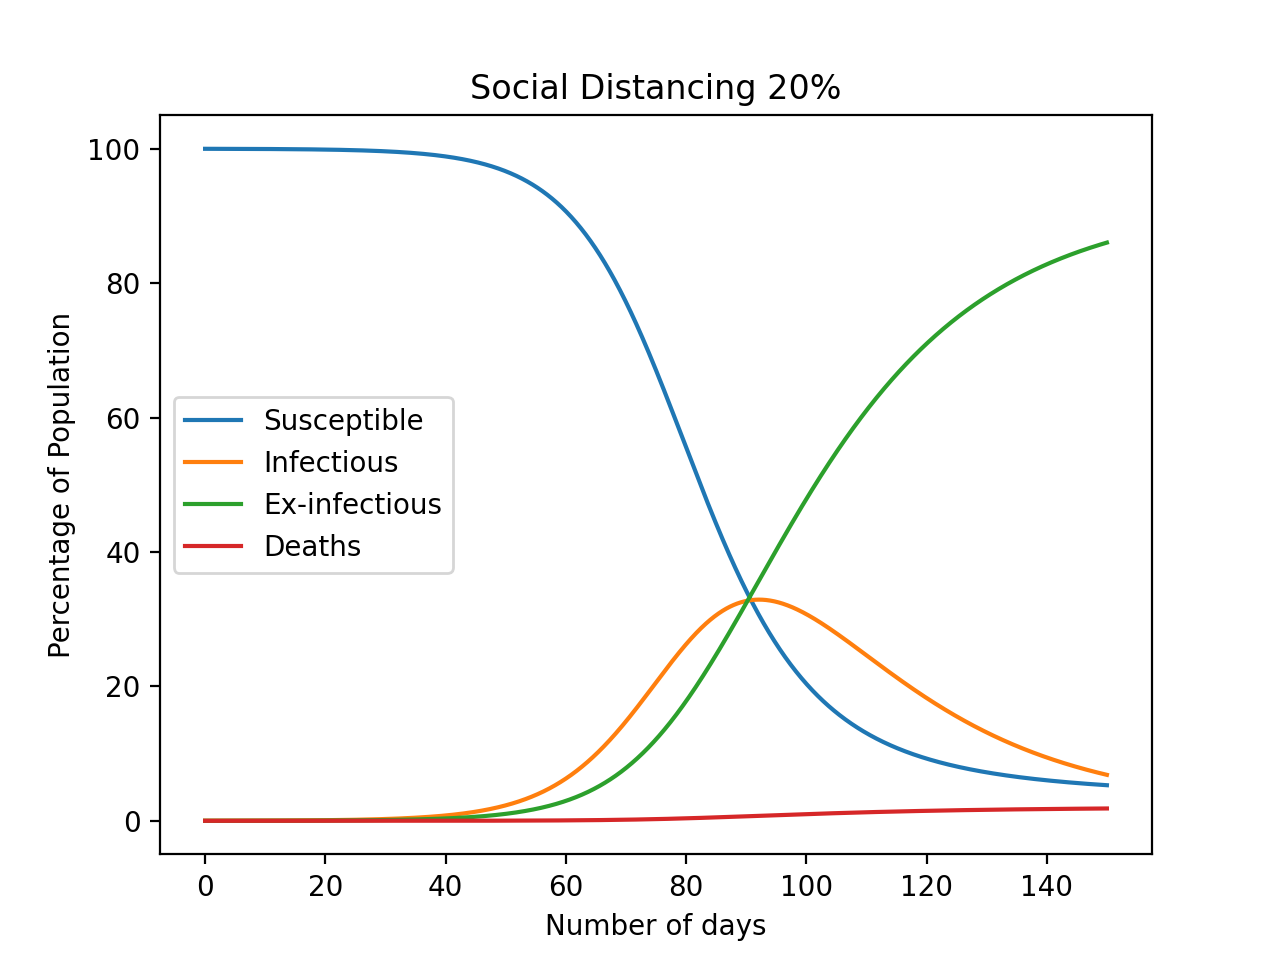 Social Distancing 20%
100
80
60
40
20
0
Percentage of Population
Susceptible
Infectious
Ex-infectious
Deaths
0 20 40 60 80 100 120 140
Number of days